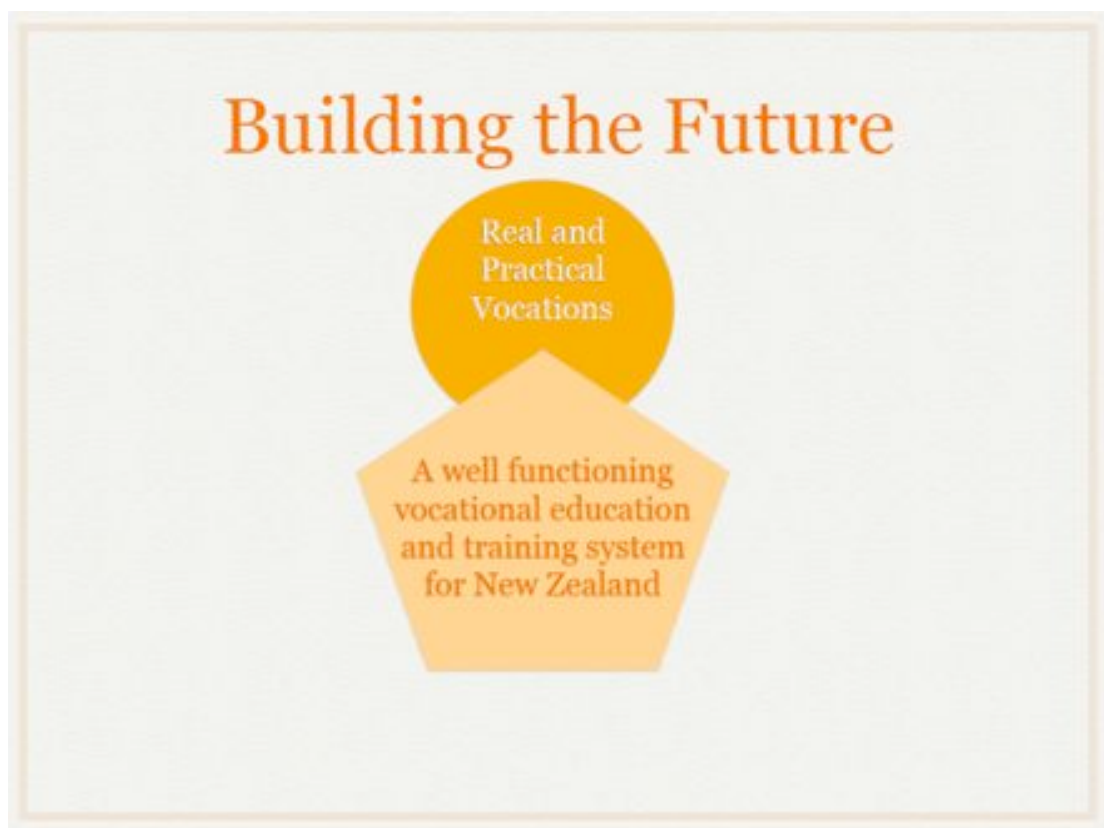 Building the Future
Real and
Practical
Vocations
A well functioning
vocational education
and training system
for New Zealand